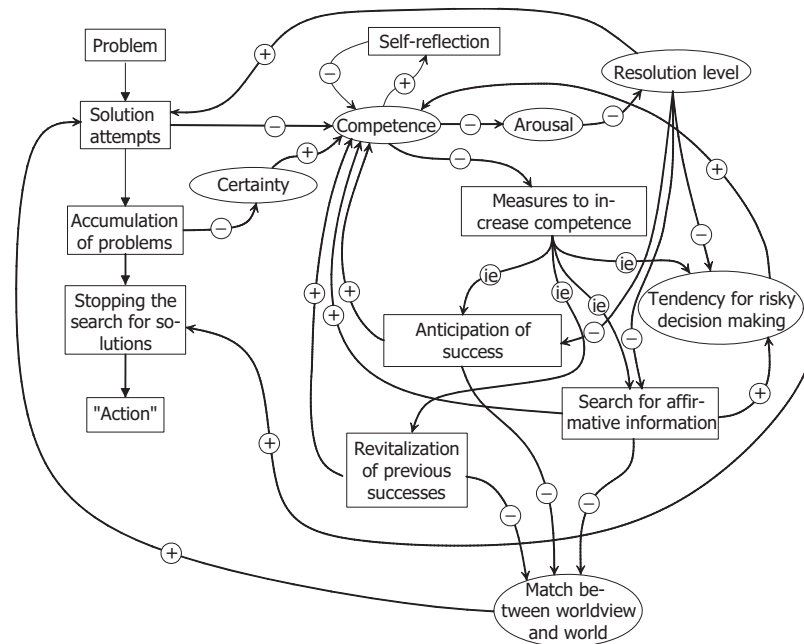 Problem
Self-reflection
Resolution level
+
−
+
Solution
attempts
−
Competence
−
Arousal
−
+
−
+
Certainty
Measures to in-
crease competence
Accumulation
of problems
−
−
ie
ie
ie
ie
Stopping the
search for so-
lutions
+
+
+
Anticipation of
success
−
−
Tendency for risky
decision making
"Action"
Search for affir-
mative information
+
+
Revitalization
of previous
successes
−
−
−
+
Match be-
tween worldview
and world